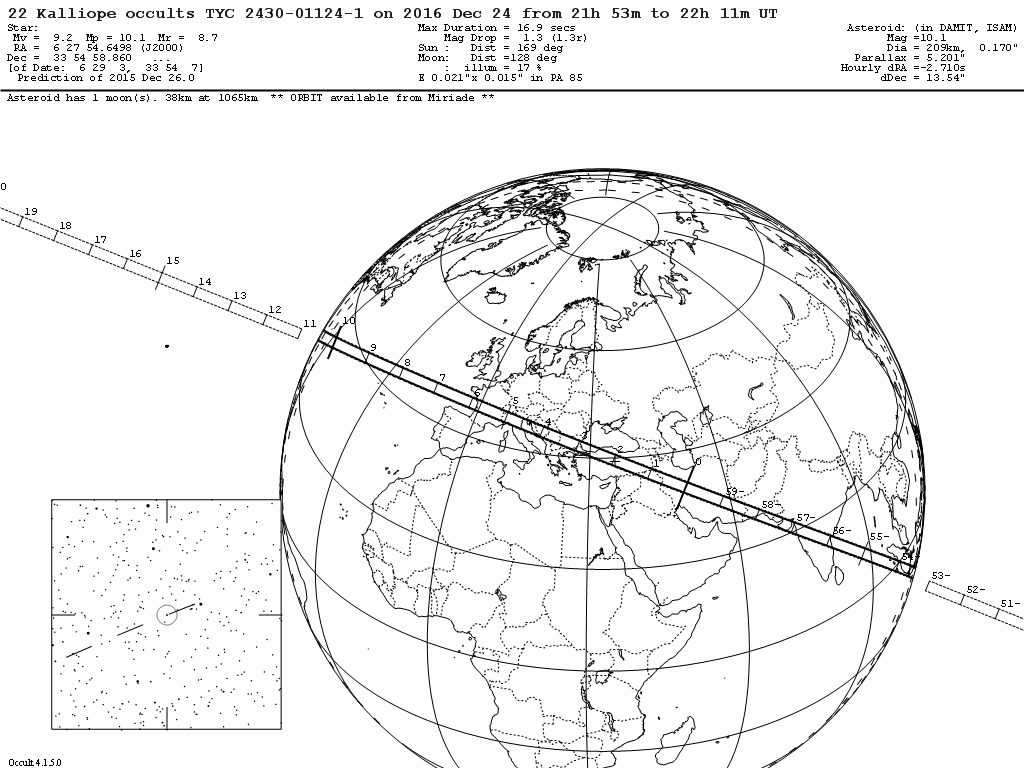 22 Kalliope occults TYC 2430-01124-1 on 2016 Dec 24 from 21h 53m to 22h 11m UT
Star:
Mv = 9.2 Mp = 10.1 Mr = 8.7
RA = 6 27 54.6498 (J2000)
Dec = 33 54 58.860 ...
[of Date: 6 29 3, 33 54 7]
Prediction of 2015 Dec 26.0
Max Duration = 16.9 secs
Mag Drop = 1.3 (1.3r)
Sun : Dist = 169 deg
Moon: Dist =128 deg
: illum = 17 %
E 0.021"x 0.015" in PA 85
Asteroid: (in DAMIT, ISAM)
Mag =10.1
Dia = 209km, 0.170"
Parallax = 5.201"
Hourly dRA =-2.710s
dDec = 13.54"
Asteroid has 1 moon(s). 38km at 1065km ** ORBIT available from Miriade **
0
19
18
17
16
15
14
13
12
11
10
9
8
7
6
5
4
2
1
0
59-
58-
57-
56-
55-
54-
53-
52-
51-
Occult 4.1.5.0